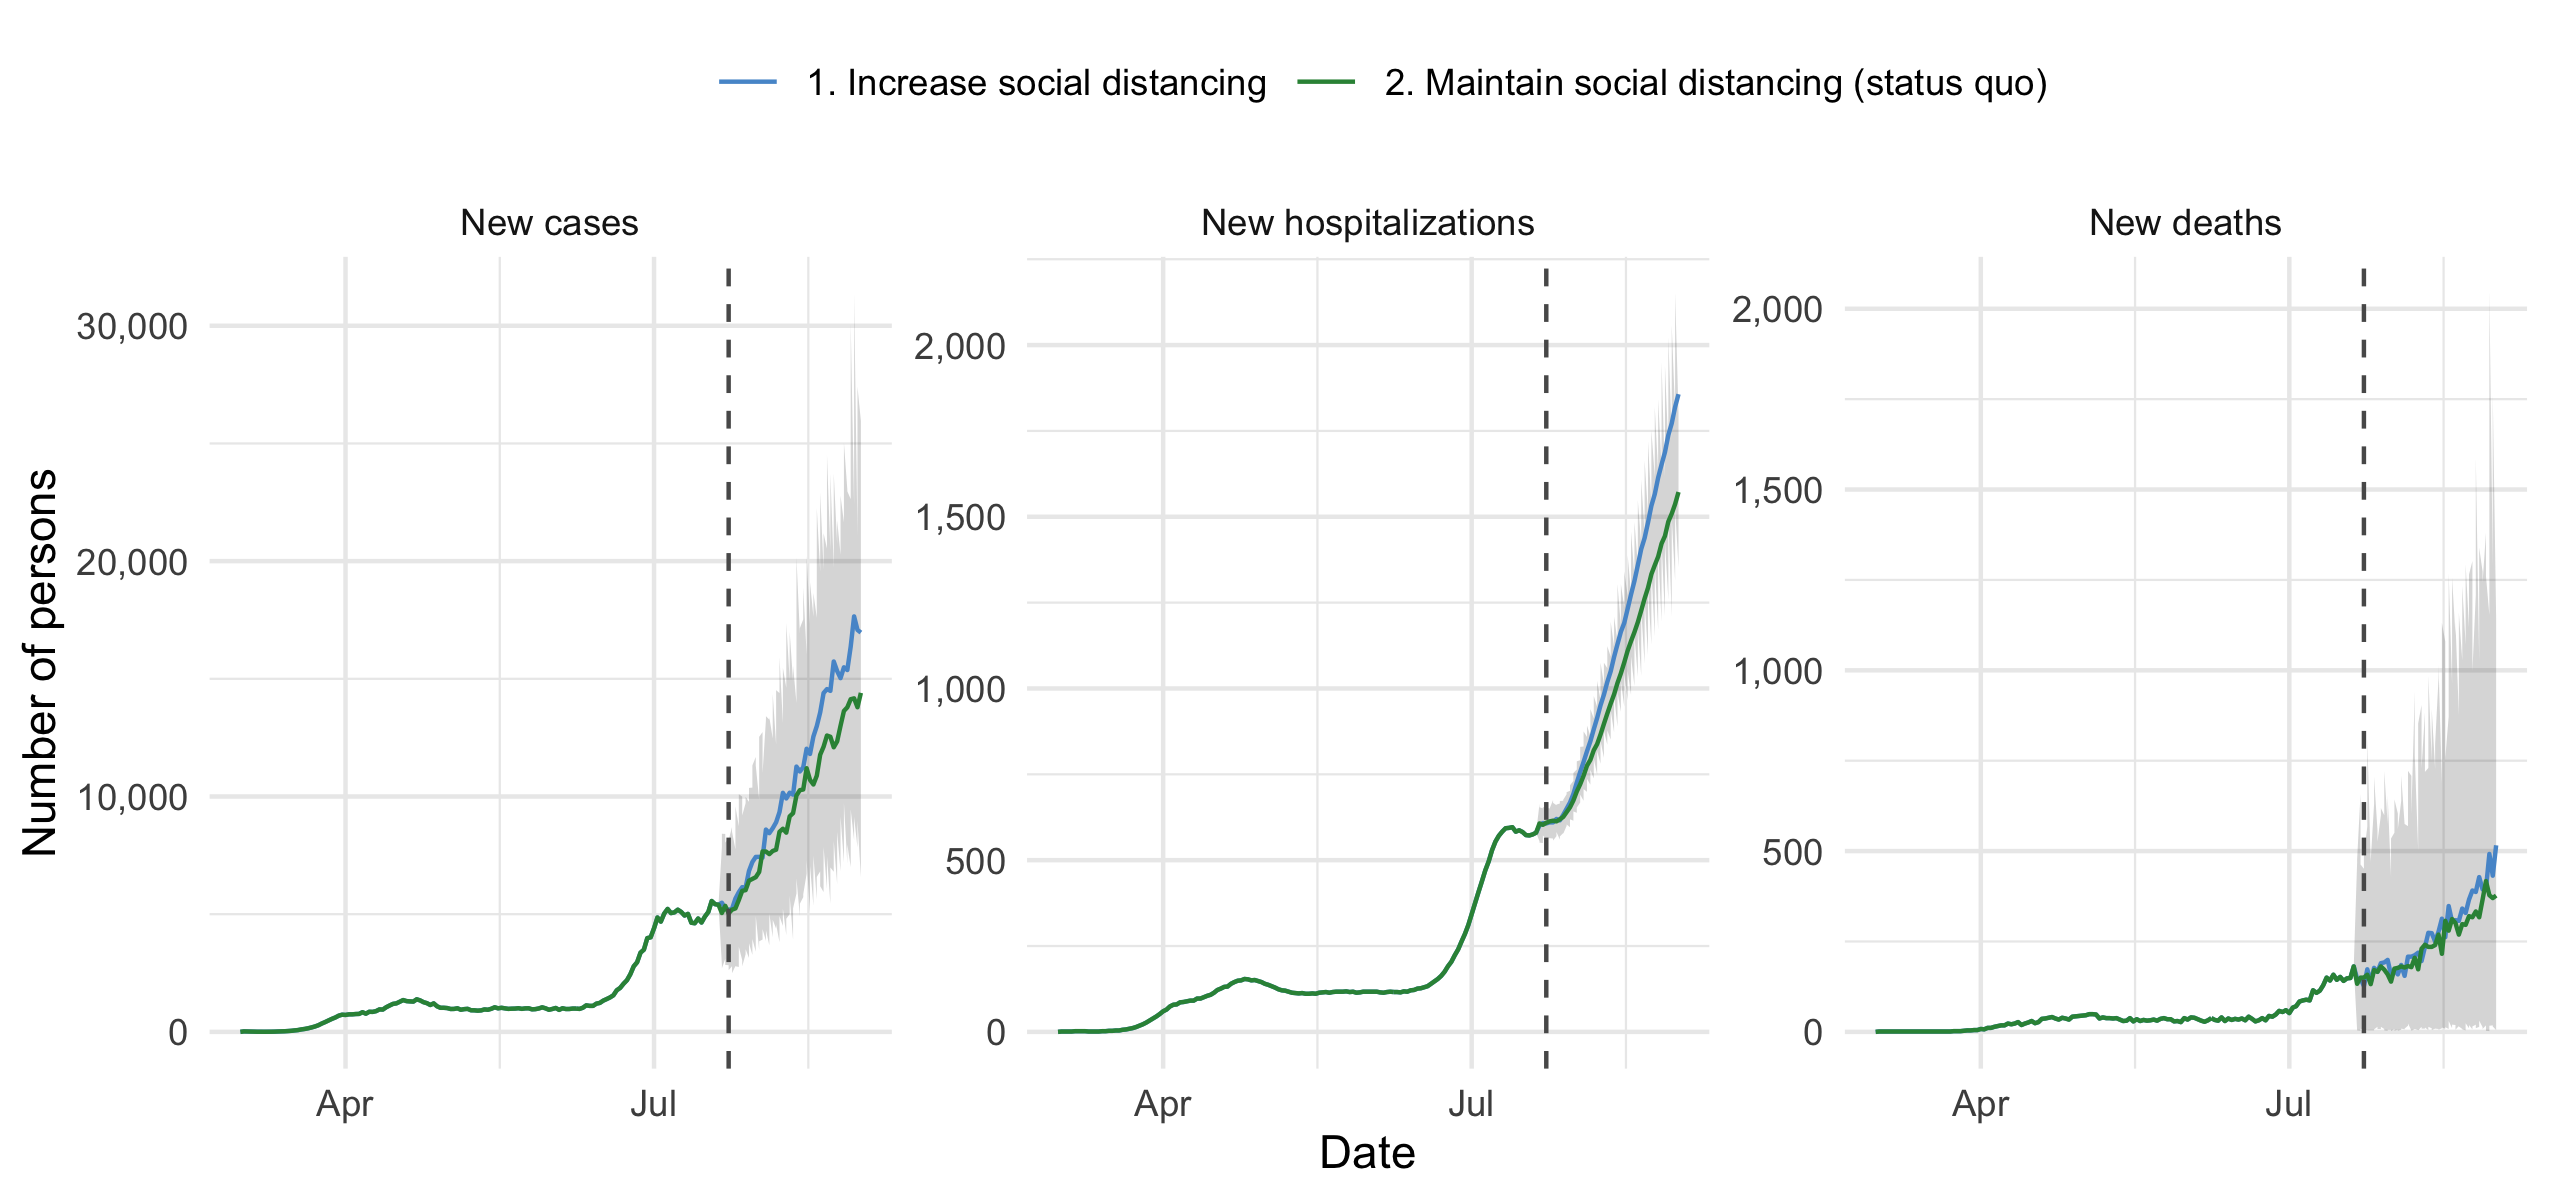 1. Increase social distancing 2. Maintain social distancing (status quo)
New cases New hospitalizations New deaths
Number of persons
30,000
20,000
10,000
0
2,000
1,500
1,000
500
0
2,000
1,500
1,000
500
0
Apr Jul Apr Jul Apr Jul
Date